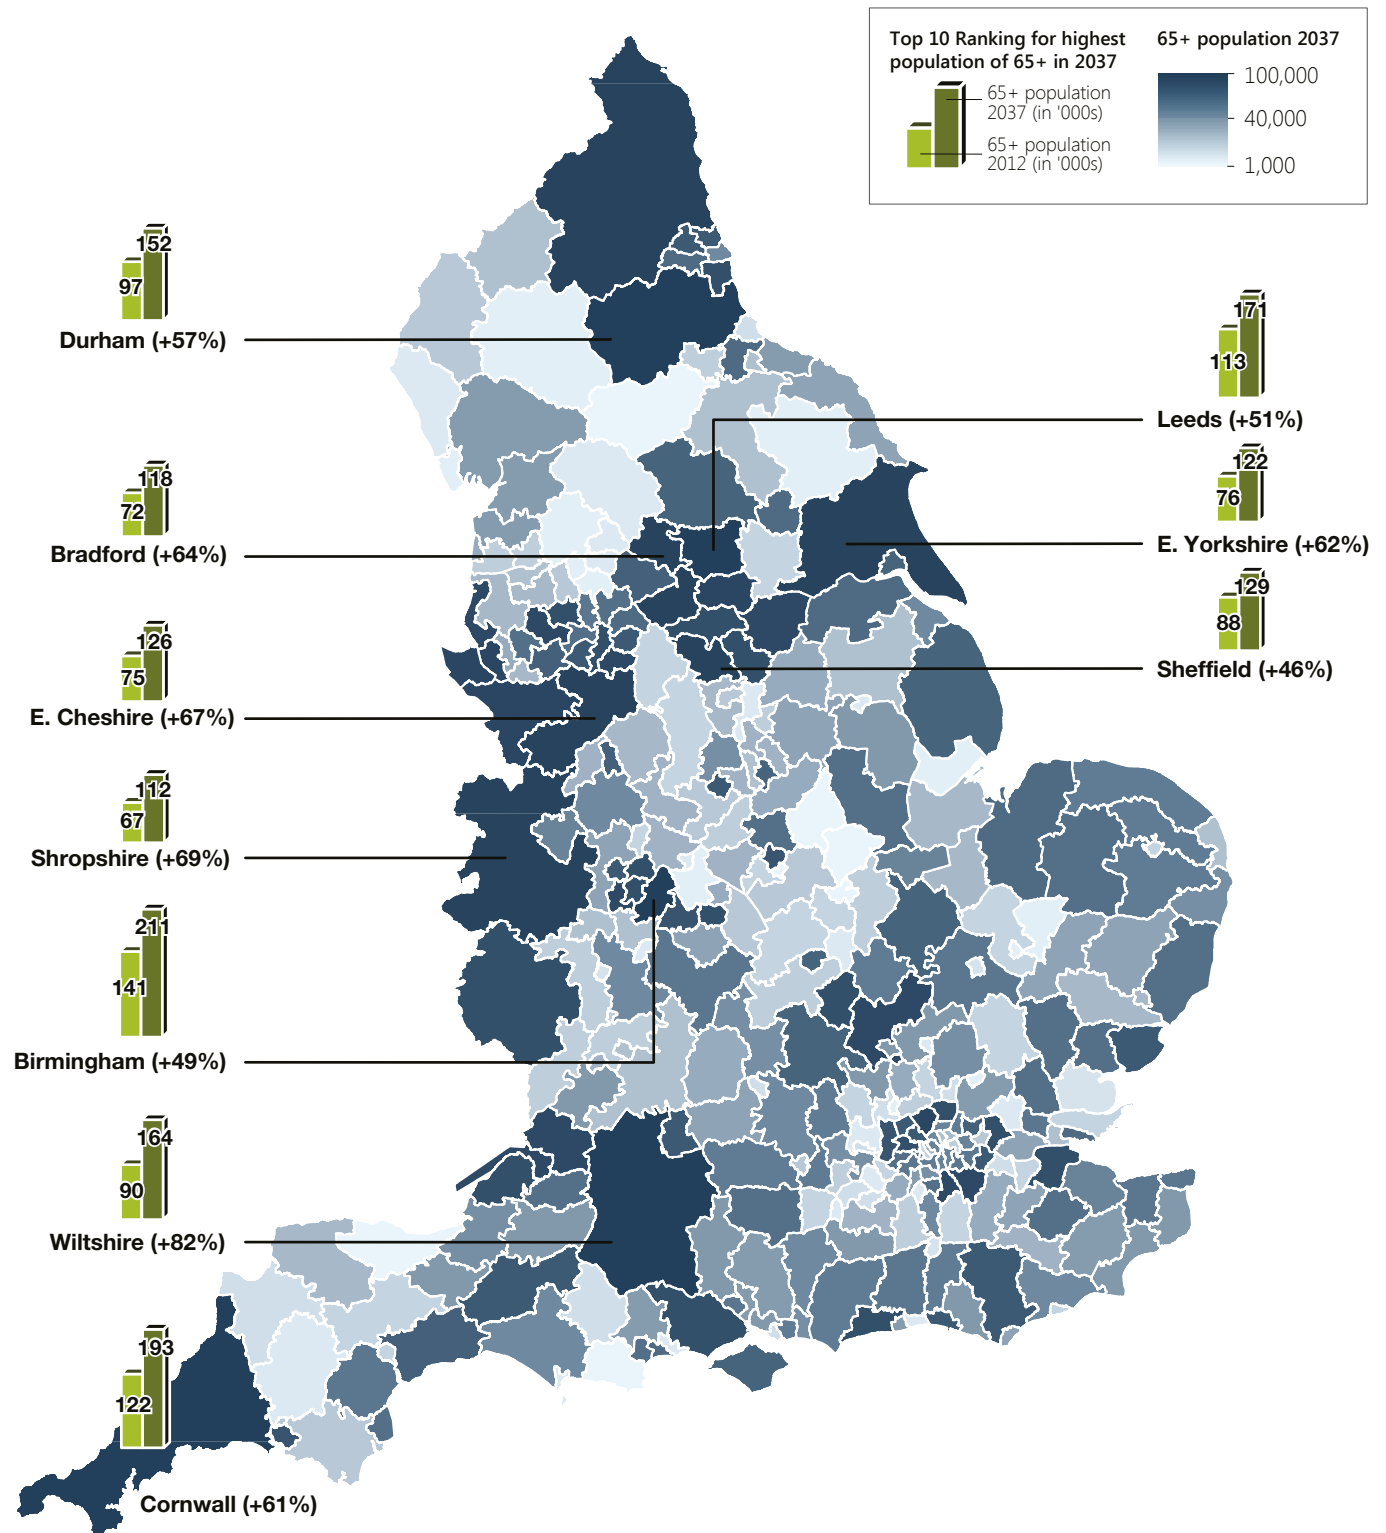 Top 10 Ranking for highest
population of 65+ in 2037
65+ population
2037 (in '000s)
65+ population
2012 (in '000s)
65+ population 2037
100,000
40,000
1,000
152
97
Durham (+57%)
171
113
Leeds (+51%)
118
72
Bradford (+64%)
122
76
E. Yorkshire (+62%)
129
88
Sheffield (+46%)
126
75
E. Cheshire (+67%)
112
67
Shropshire (+69%)
211
141
Birmingham (+49%)
164
90
Wiltshire (+82%)
193
122
Cornwall (+61%)